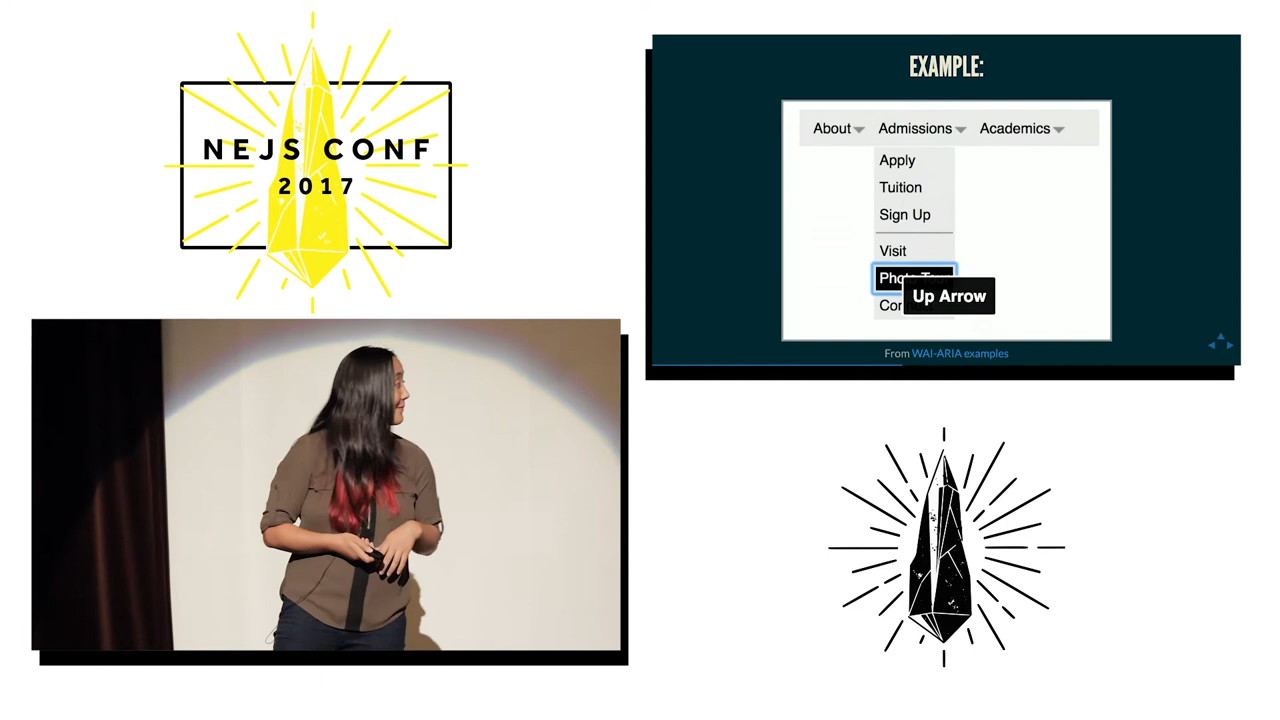 NEJS CONF
2017
EXAMPLE:
About Admissions Academics
Apply
Tuition
Sign Up
Visit
Up Arrow
From WAI-ARIA examples